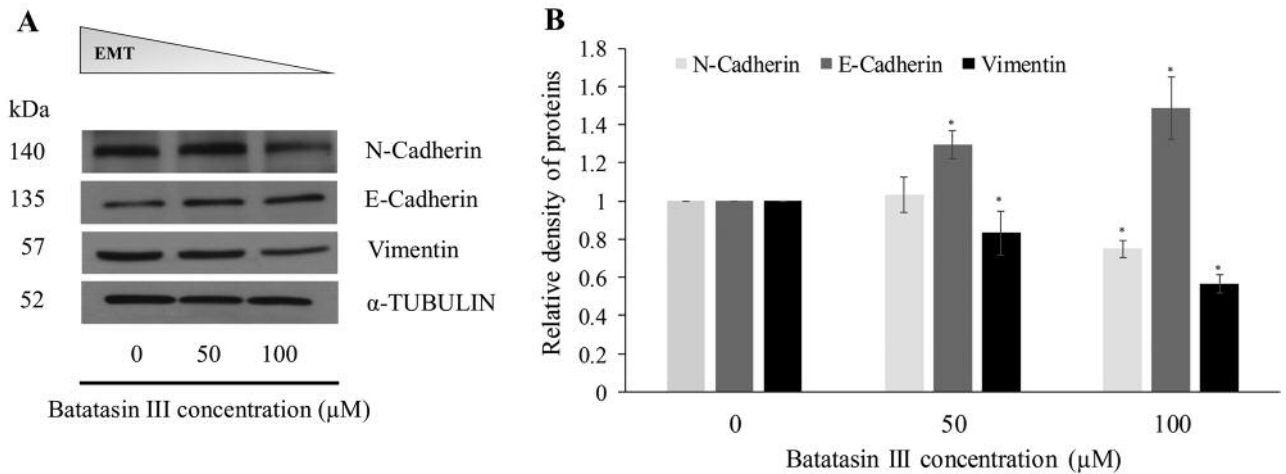 A
EMT
kDa
140 N-Cadherin
135 E-Cadherin
57 Vimentin
52 α-TUBULIN
0 50 100
Batatasin III concentration (µM)
B
N-Cadherin E-Cadherin Vimentin
Relative density of proteins
1.8
1.6
1.4
1.2
1
0.8
0.6
0.4
0.2
0
* * * * *
0 50 100
Batatasin III concentration (µM)